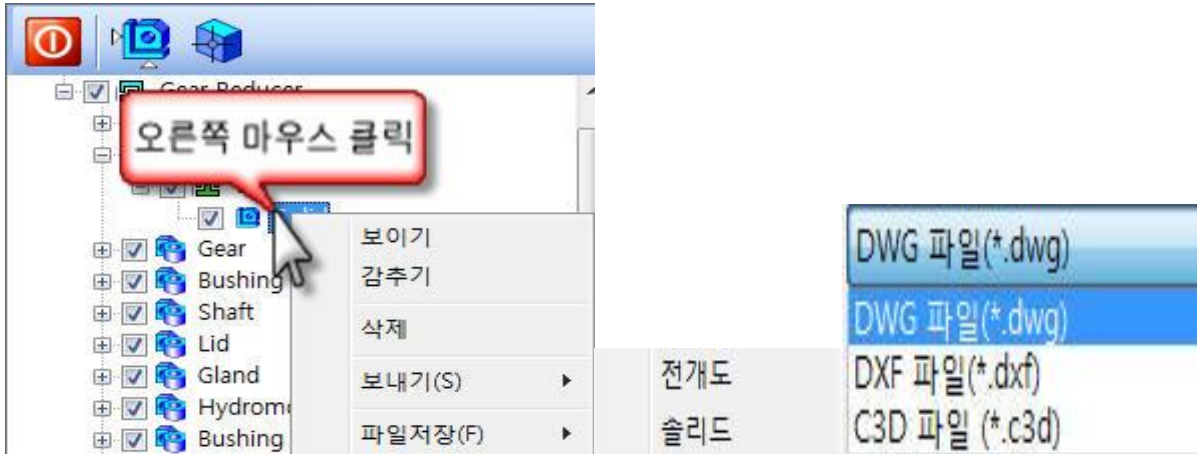 Gear Reducer
오른쪽 마우스 클릭
Gear
Bushing
Shaft
Lid
Gland
Bushing
보이기
감추기
삭제
보내기(S)
파일저장(F)
전개도
솔리드
DWG 파일(*.dwg)
DWG 파일(*.dwg)
DXF 파일(*.dxf)
C3D 파일 (*.c3d)